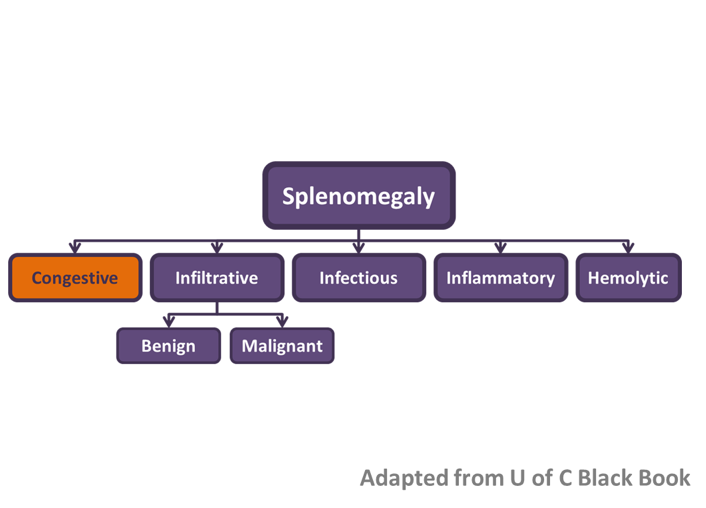 Splenomegaly
Congestive
Infiltrative
Infectious
Inflammatory
Hemolytic
Benign
Malignant
Adapted from U of C Black Book